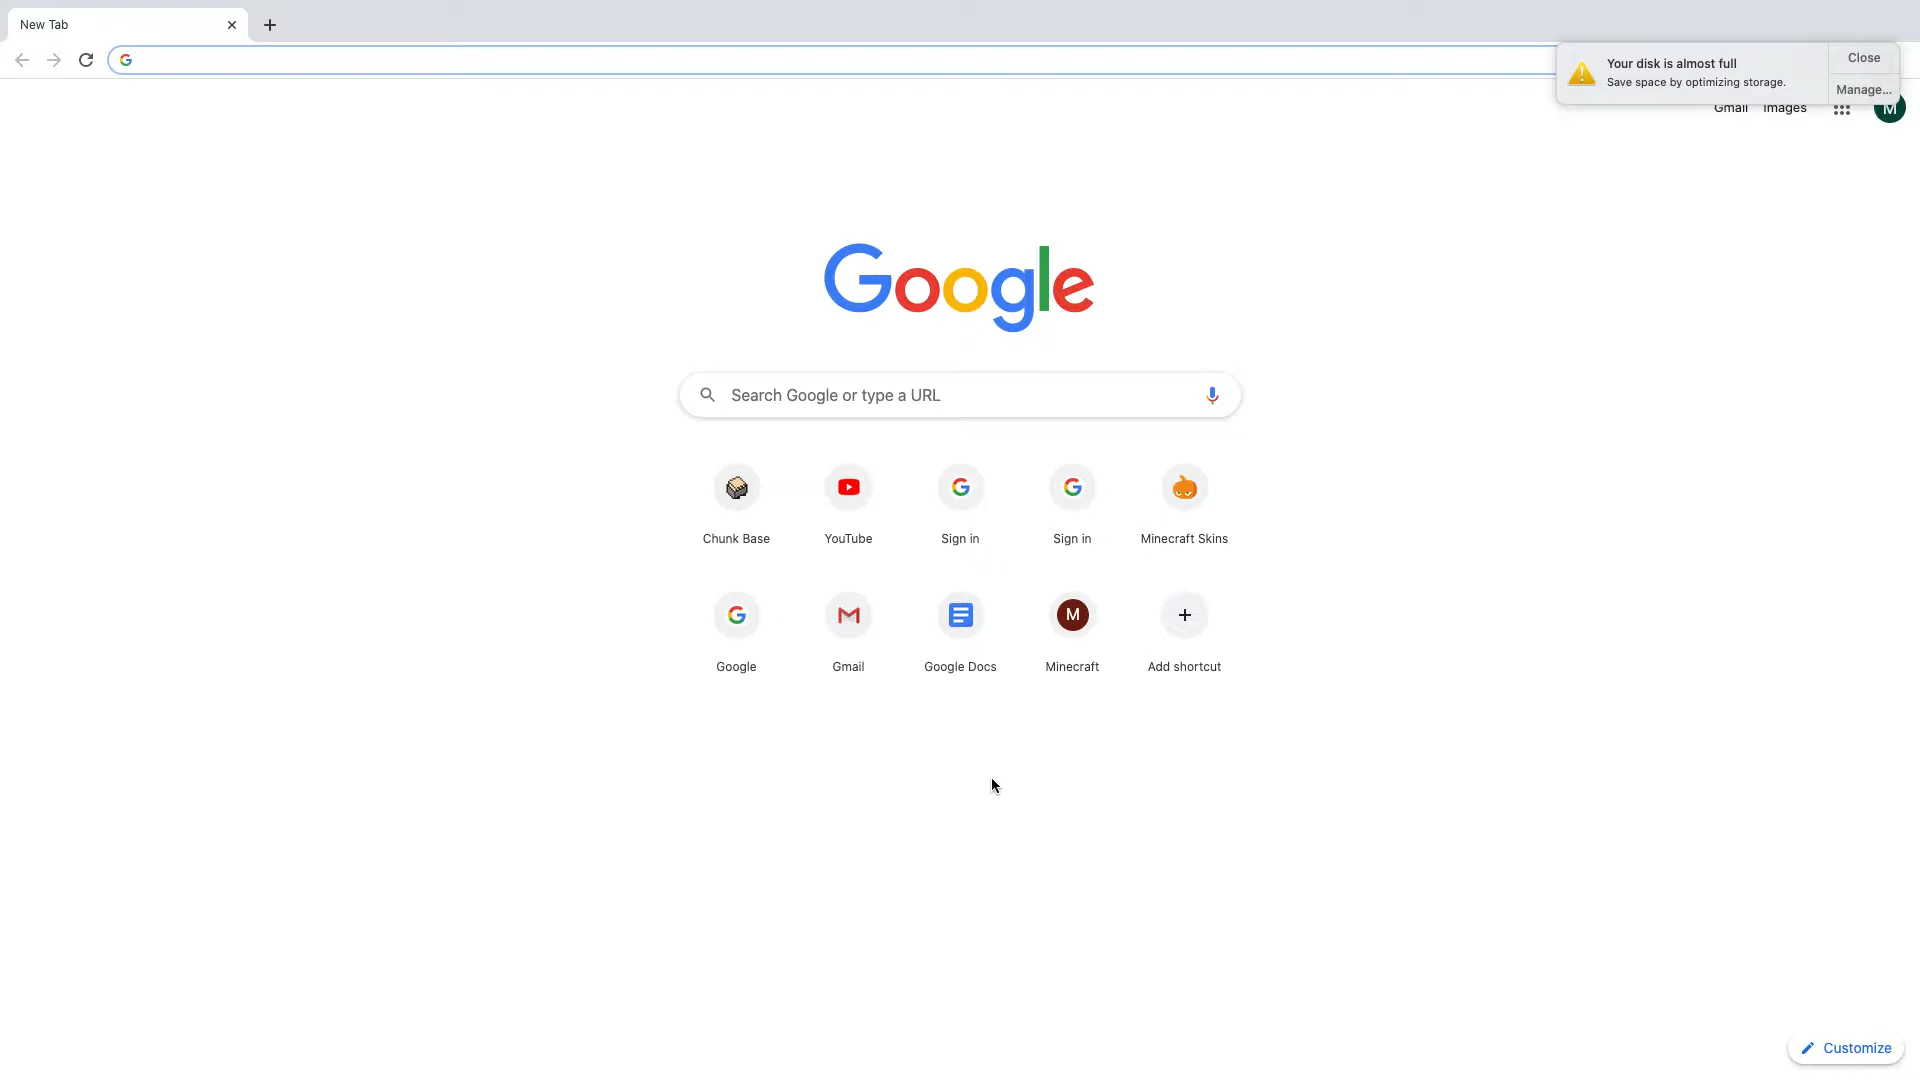 New Tab
Your disk is almost full
Save space by optimizing storage.
Close
Manage...
Gmail
Images
M
Google
Search Google or type a URL
Chunk Base
YouTube
Sign in
Sign in
Minecraft Skins
M
Google
Gmail
Google Docs
Minecraft
Add shortcut
Customize